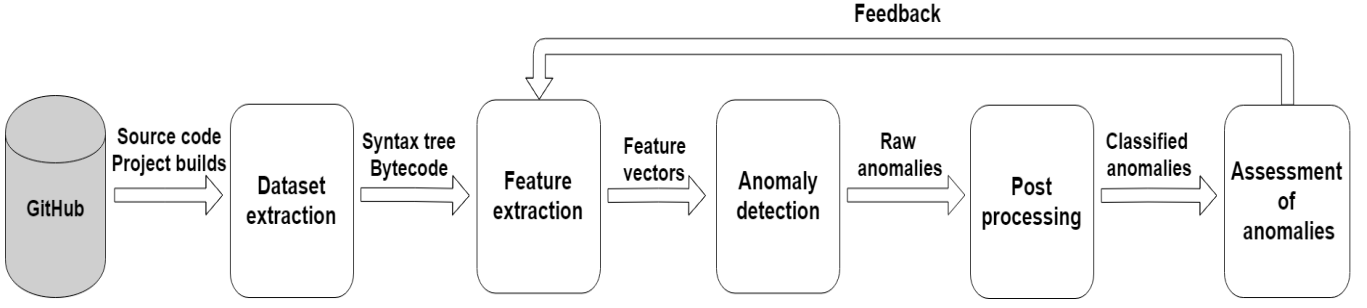 Feedback
GitHub
Source code
Project builds
Dataset
extraction
Syntax tree
Bytecode
Feature
extraction
Feature
vectors
Anomaly
detection
Raw
anomalies
Post
processing
Classified
anomalies
Assessment
of
anomalies